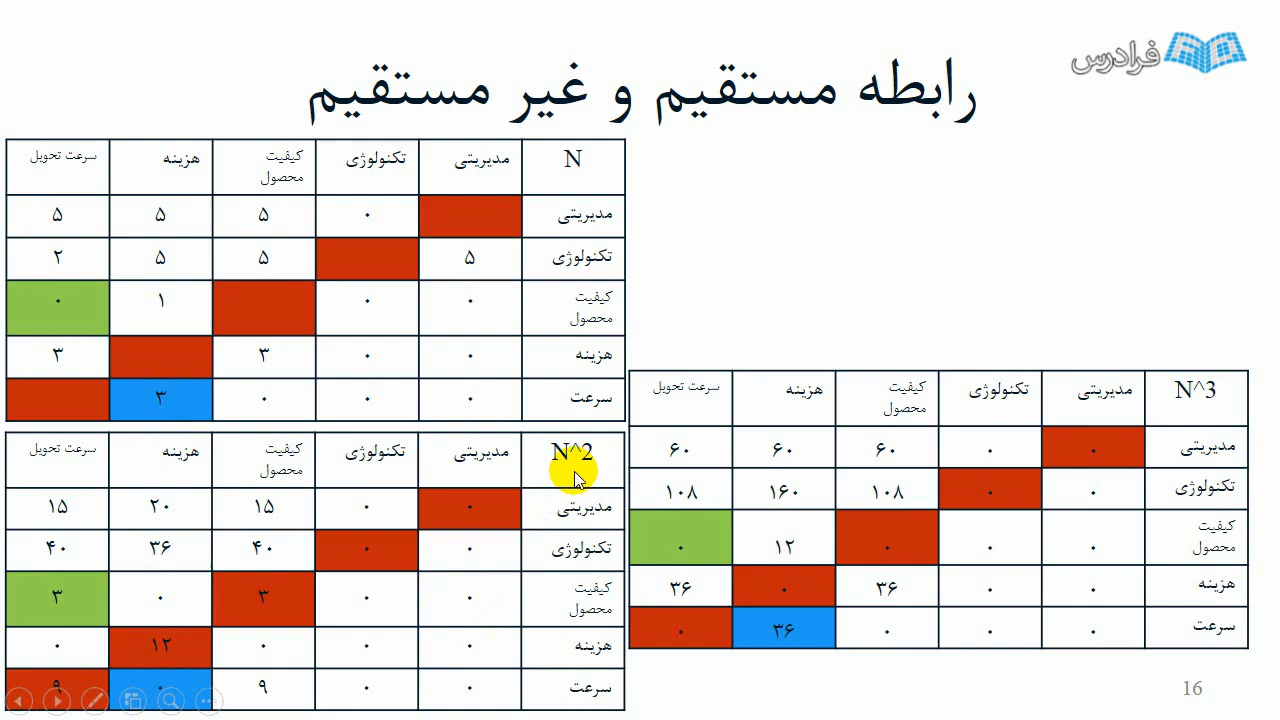 فرادرس
رابطه مستقیم و غیر مستقیم
N مدیریتی تکنولوژی کیفیت محصول هزینه سرعت تحویل
مدیریتی ۰ ۵ ۵ ۵
تکنولوژی ۵ ۵ ۵ ۲
کیفیت محصول ۰ ۰ ۱ ۰
هزینه ۰ ۰ ۳ ۳
سرعت ۰ ۰ ۰ ۳
N^2 مدیریتی تکنولوژی کیفیت محصول هزینه سرعت تحویل
مدیریتی ۰ ۰ ۱۵ ۲۰ ۱۵
تکنولوژی ۰ ۰ ۴۰ ۳۶ ۴۰
کیفیت محصول ۰ ۰ ۳ ۰ ۳
هزینه ۰ ۰ ۰ ۱۲ ۰
سرعت ۰ ۰ ۹ ۰ ۹
N^3 مدیریتی تکنولوژی کیفیت محصول هزینه سرعت تحویل
مدیریتی ۰ ۰ ۶۰ ۶۰ ۶۰
تکنولوژی ۰ ۰ ۱۰۸ ۱۶۰ ۱۰۸
کیفیت محصول ۰ ۰ ۰ ۱۲ ۰
هزینه ۰ ۰ ۳۶ ۰ ۳۶
سرعت ۰ ۰ ۰ ۳۶ ۰
16